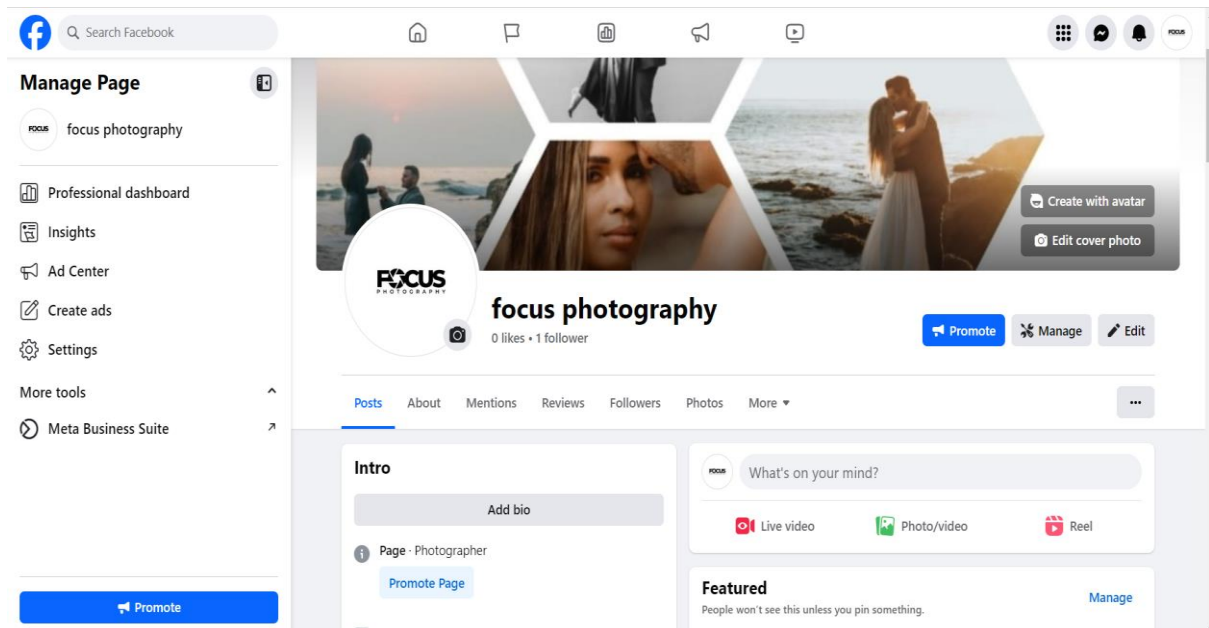 Search Facebook
FOCUS
Manage Page
FOCUS
focus photography
Professional dashboard
Insights
Ad Center
Create ads
Settings
More tools
Meta Business Suite
Promote
Create with avatar
Edit cover photo
FOCUS
PHOTOGRAPHY
focus photography
0 likes • 1 follower
Promote
Manage
Edit
Posts
About
Mentions
Reviews
Followers
Photos
More
Intro
Add bio
Page · Photographer
Promote Page
FOCUS
What's on your mind?
Live video
Photo/video
Reel
Featured
Manage
People won't see this unless you pin something.